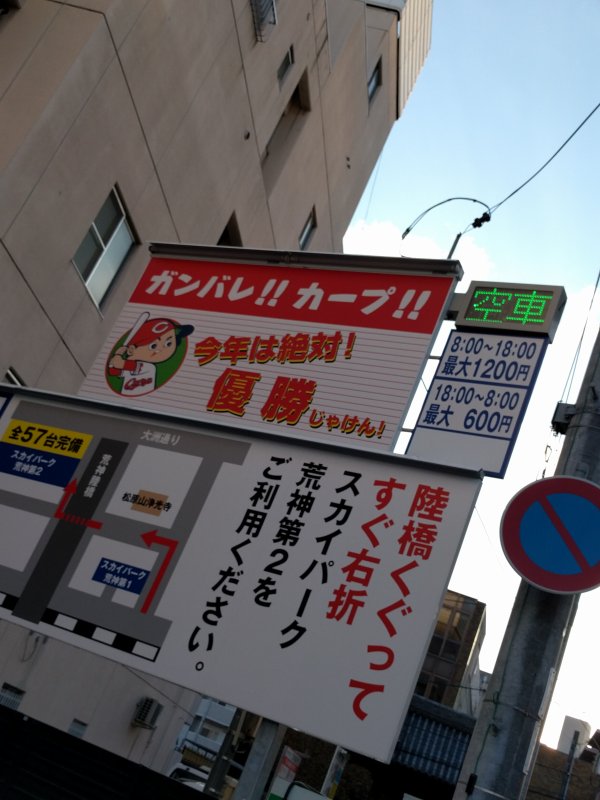 ガンバレ!! カープ!!
今年は絶対!
優勝じゃけん!
空車
8:00〜18:00
最大1200円
18:00〜8:00
最大 600円
全57台完備
スカイパーク
荒神第2
大洲通り
荒神陸橋
松原山浄光寺
スカイパーク
荒神第1
陸橋くぐって
すぐ右折
スカイパーク
荒神第2を
ご利用ください。